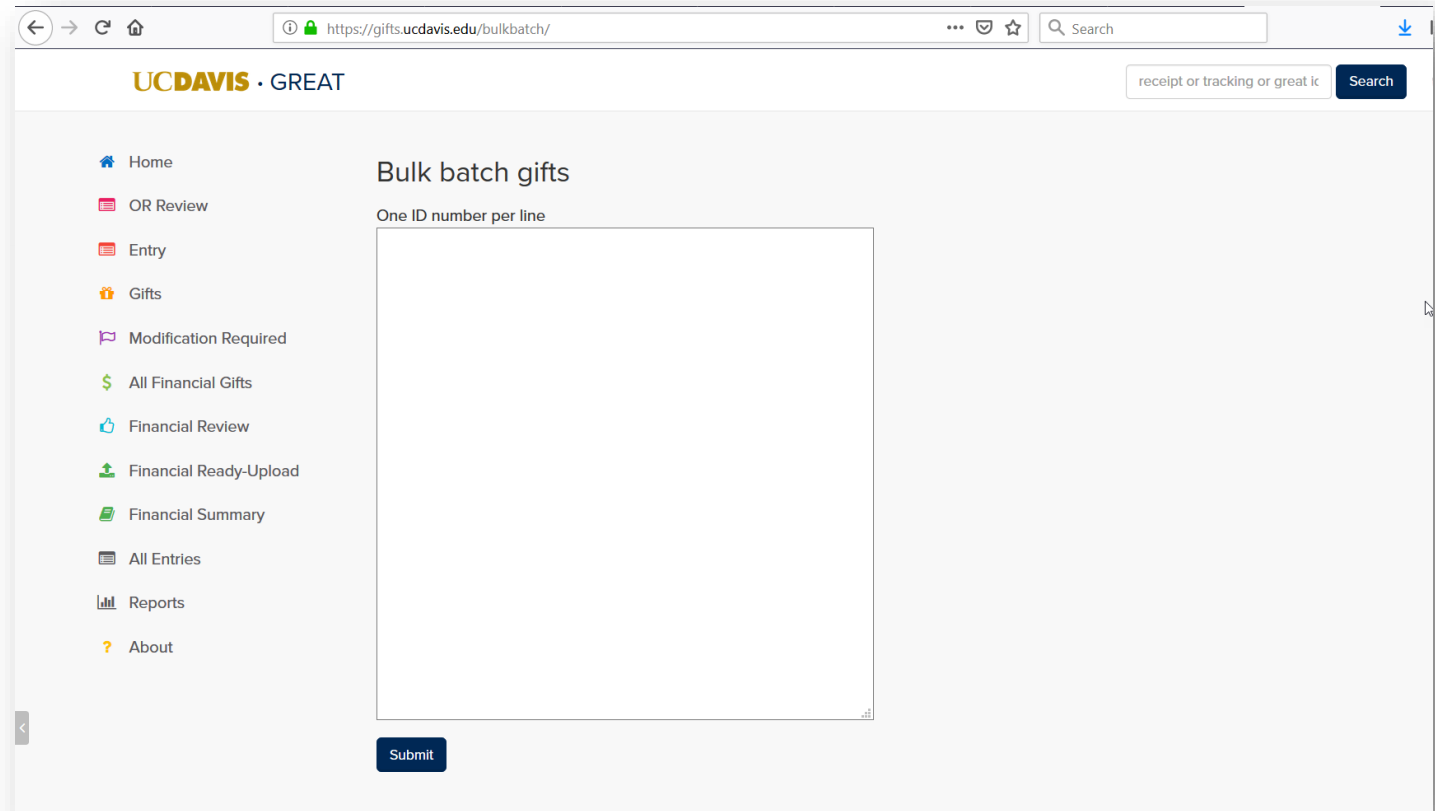 https://gifts.ucdavis.edu/bulkbatch/
Search
UCDAVIS · GREAT
receipt or tracking or great ic
Search
Home
OR Review
Entry
Gifts
Modification Required
All Financial Gifts
Financial Review
Financial Ready-Upload
Financial Summary
All Entries
Reports
About
Bulk batch gifts
One ID number per line
Submit